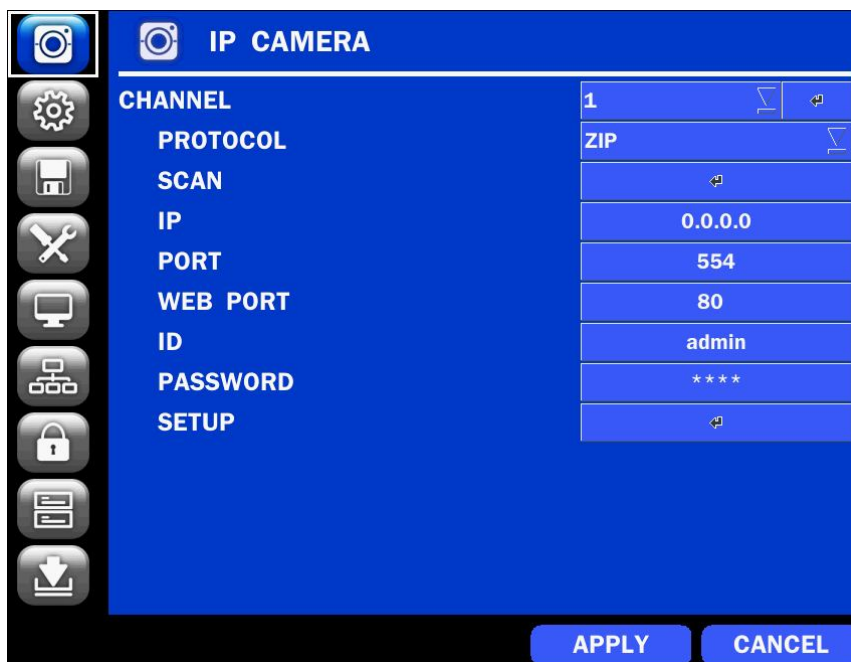 IP CAMERA
CHANNEL 1
PROTOCOL ZIP
SCAN
IP 0.0.0.0
PORT 554
WEB PORT 80
ID admin
PASSWORD ****
SETUP
APPLY CANCEL